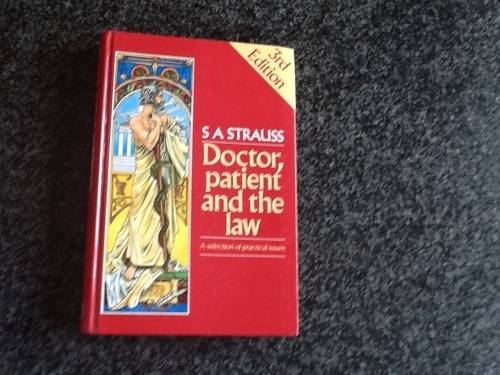 3rd
Edition
S A STRAUSS
Doctor,
patient
and the
law
A selection of practical issues